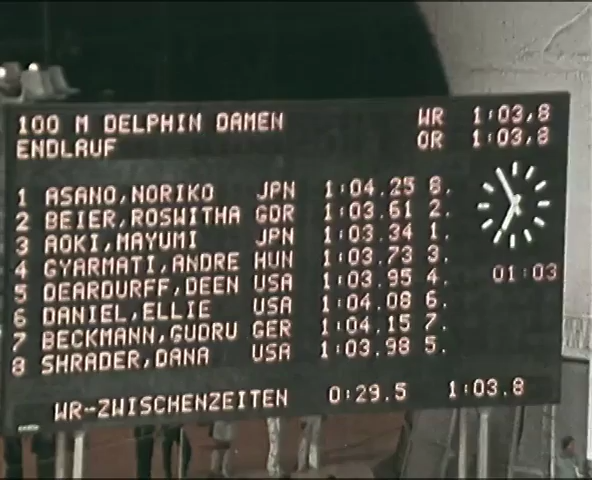 100 M DELPHIN DAMEN WR 1:03,8
ENDLAUF OR 1:03,8
1 ASANO,NORIKO JPN 1:04.25 8.
2 BEIER,ROSWITHA GDR 1:03.61 2.
3 AOKI,MAYUMI JPN 1:03.34 1.
4 GYARMATI,ANDRE HUN 1:03.73 3.
5 DEARDURFF,DEEN USA 1:03.95 4.
6 DANIEL,ELLIE USA 1:04.08 6.
7 BECKMANN,GUDRU GER 1:04.15 7.
8 SHRADER,DANA USA 1:03.98 5.
01:03
WR-ZWISCHENZEITEN 0:29.5 1:03.8